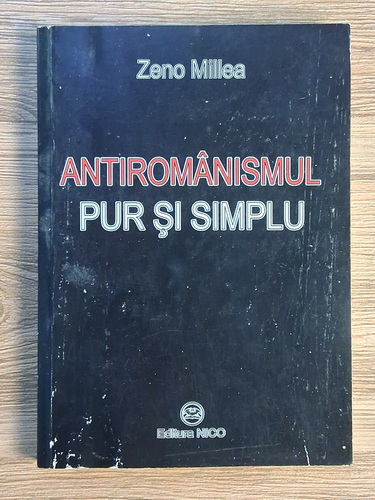 Zeno Millea
ANTIROMÂNISMUL
PUR ŞI SIMPLU
Editura NICO